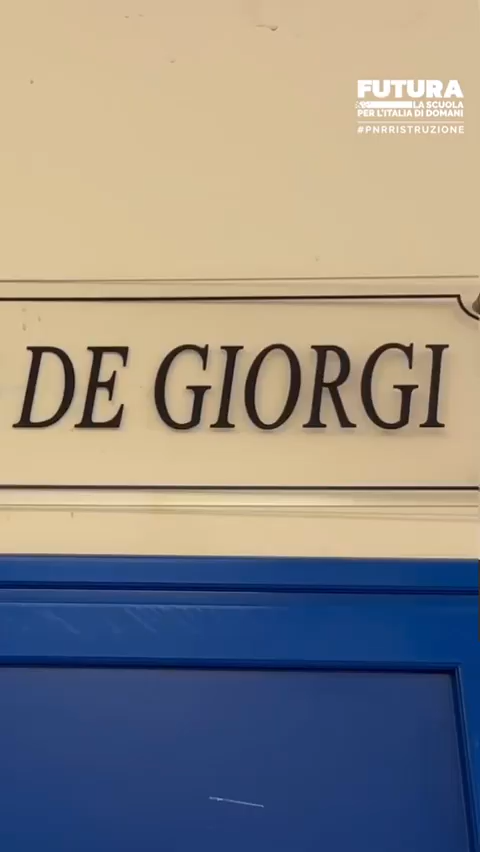 FUTURA
LA SCUOLA
PER L'ITALIA DI DOMANI
#PNRRISTRUZIONE
DE GIORGI